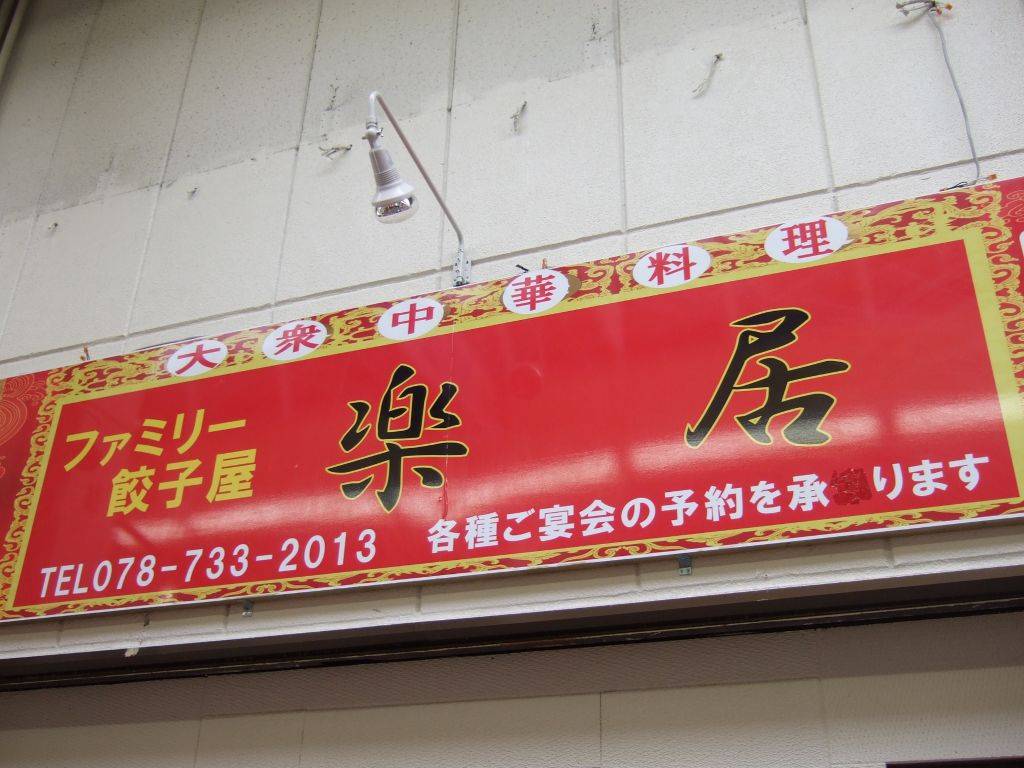 大衆中華料理
ファミリー
餃子屋
楽居
TEL078-733-2013
各種ご宴会の予約を承ります